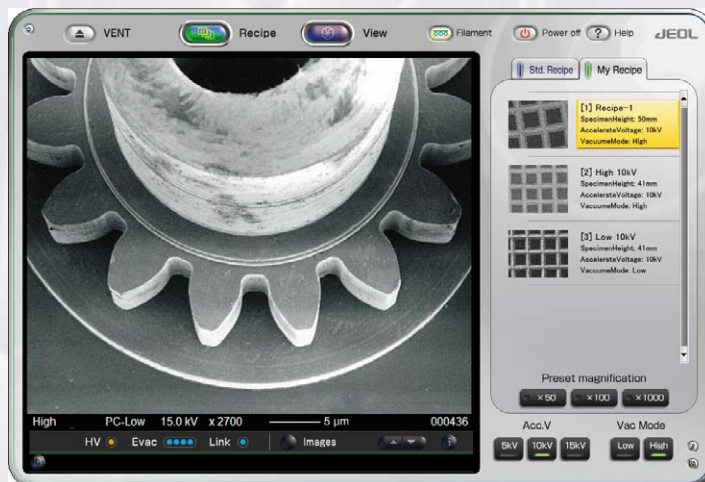 VENT
Recipe
View
Filament
Power off
? Help
JEOL
Std. Recipe
My Recipe
[1] Recipe-1
SpecimenHeight: 50mm
AccelerateVoltage: 10kV
VacuumeMode: High
[2] High 10kV
SpecimenHeight: 41mm
AccelerateVoltage: 10kV
VacuumeMode: High
[3] Low 10kV
SpecimenHeight: 41mm
AccelerateVoltage: 10kV
VacuumeMode: Low
Preset magnification
×50 ×100 ×1000
High PC-Low 15.0 kV x 2700 5 µm 000436
HV Evac Link Images
Acc.V Vac Mode
5kV 10kV 15kV Low High